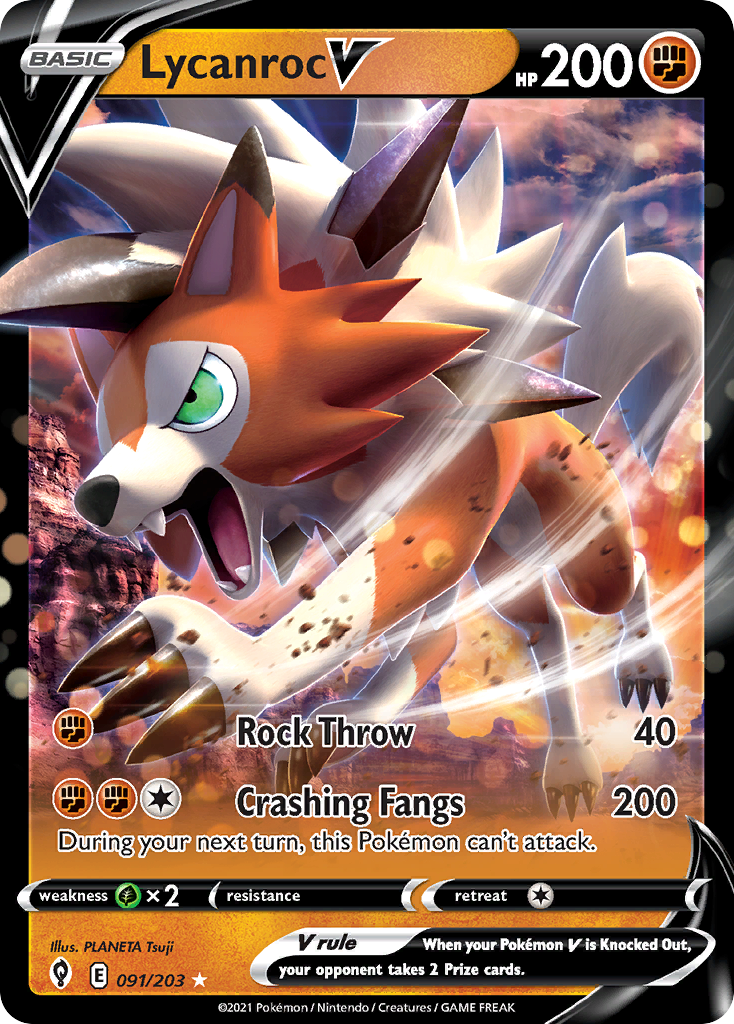 BASIC Lycanroc V HP 200
Rock Throw 40
Crashing Fangs 200
During your next turn, this Pokémon can't attack.
weakness ×2 resistance retreat
Illus. PLANETA Tsuji
V rule When your Pokémon V is Knocked Out,
your opponent takes 2 Prize cards.
E 091/203
©2021 Pokémon / Nintendo / Creatures / GAME FREAK